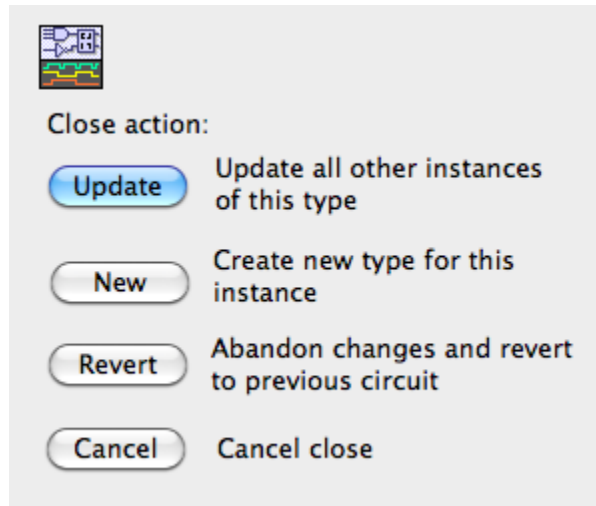 Close action:
Update
Update all other instances
of this type
New
Create new type for this
instance
Revert
Abandon changes and revert
to previous circuit
Cancel
Cancel close